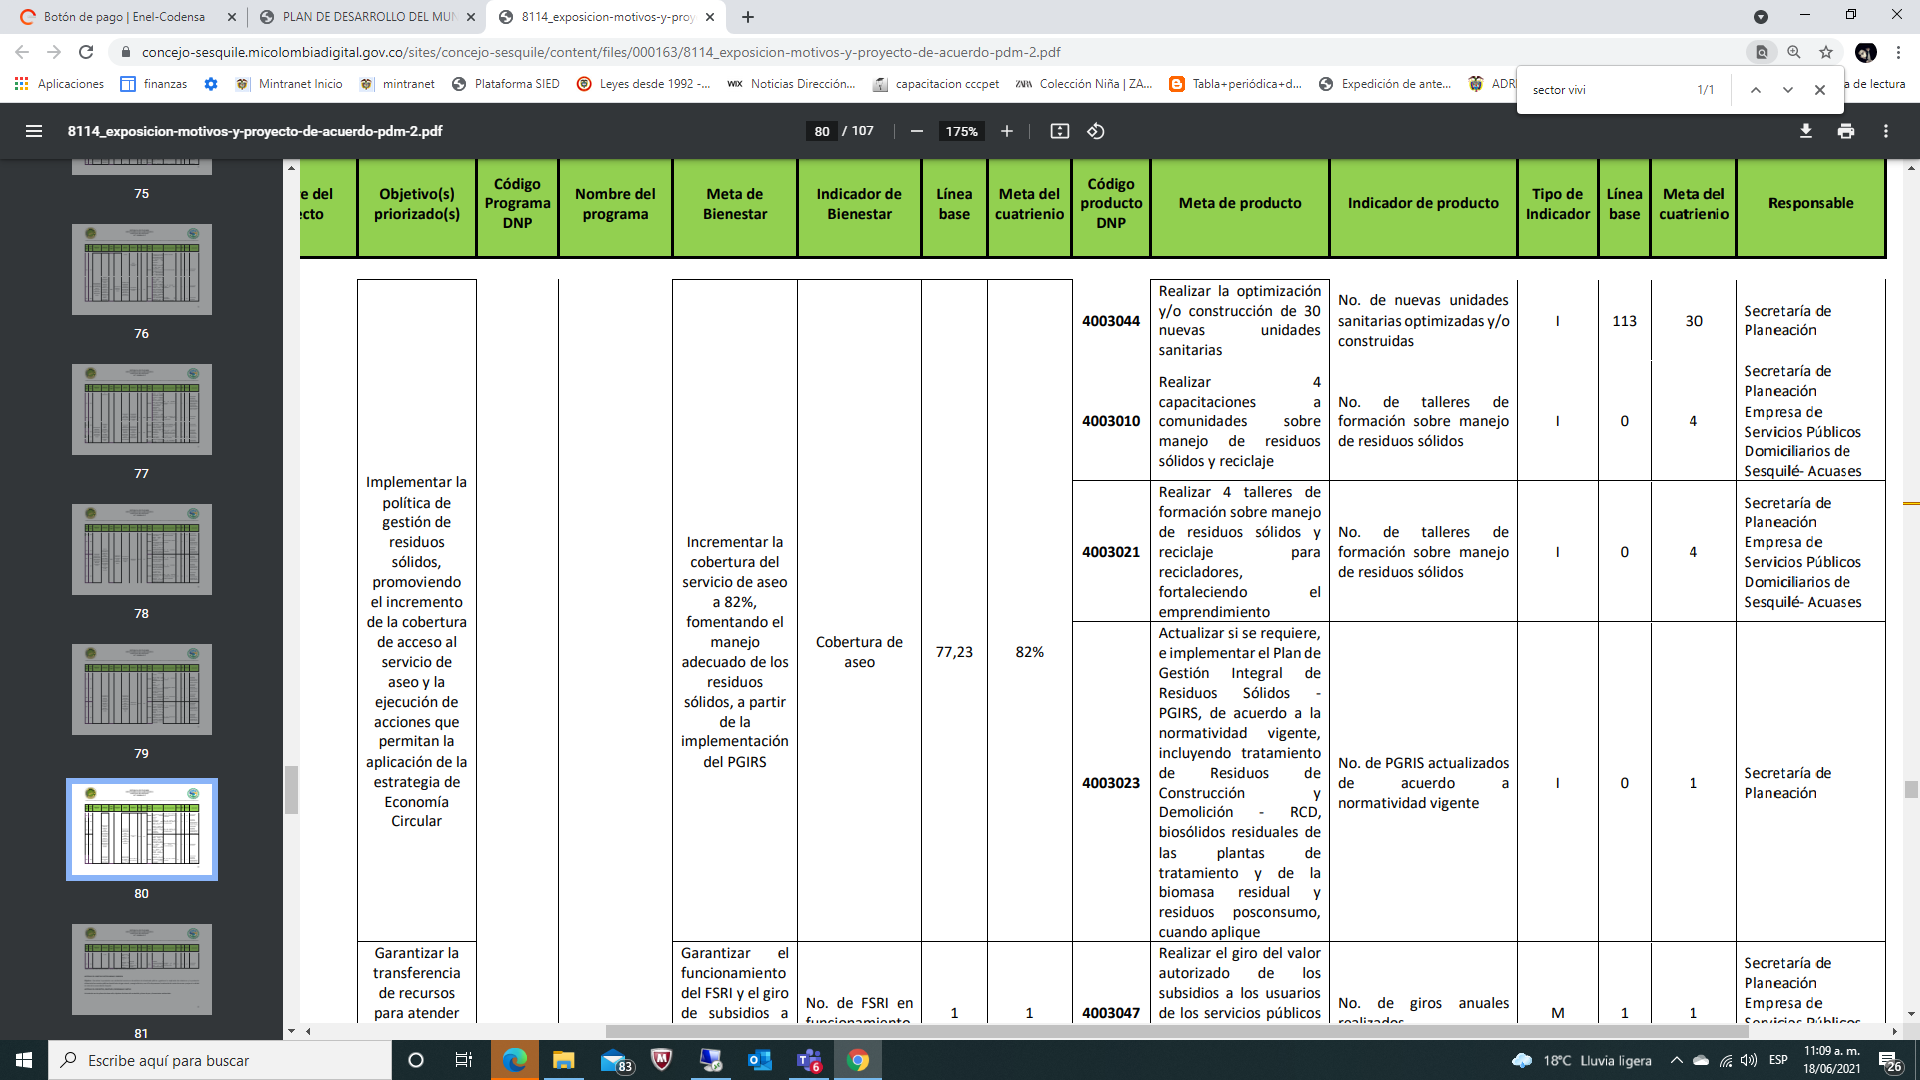 Botón de pago | Enel-Codensa
PLAN DE DESARROLLO DEL MUN
8114_exposicion-motivos-y-proy
concejo-sesquile.micolombiadigital.gov.co/sites/concejo-sesquile/content/files/000163/8114_exposicion-motivos-y-proyecto-de-acuerdo-pdm-2.pdf
Aplicaciones
finanzas
Mintranet Inicio
mintranet
Plataforma SIED
Leyes desde 1992 -...
WIX Noticias Dirección...
capacitacion cccpet
ZARA Colección Niña | ZA...
Tabla+periódica+d...
Expedición de ante...
ADR
a de lectura
sector vivi
1/1
8114_exposicion-motivos-y-proyecto-de-acuerdo-pdm-2.pdf
80 / 107
175%
75
76
77
78
79
80
81
e del
ecto
Objetivo(s)
priorizado(s)
Código
Programa
DNP
Nombre del
programa
Meta de
Bienestar
Indicador de
Bienestar
Línea
base
Meta del
cuatrienio
Código
producto
DNP
Meta de producto
Indicador de producto
Tipo de
Indicador
Línea
base
Meta del
cuatrienio
Responsable
Implementar la
política de
gestión de
residuos
sólidos,
promoviendo
el incremento
de la cobertura
de acceso al
servicio de
aseo y la
ejecución de
acciones que
permitan la
aplicación de la
estrategia de
Economía
Circular
Incrementar la
cobertura del
servicio de aseo
a 82%,
fomentando el
manejo
adecuado de los
residuos
sólidos, a partir
de la
implementación
del PGIRS
Cobertura de
aseo
77,23
82%
4003044
Realizar la optimización
y/o construcción de 30
nuevas unidades
sanitarias
No. de nuevas unidades
sanitarias optimizadas y/o
construidas
I
113
30
Secretaría de
Planeación
4003010
Realizar 4
capacitaciones a
comunidades sobre
manejo de residuos
sólidos y reciclaje
No. de talleres de
formación sobre manejo
de residuos sólidos
I
0
4
Secretaría de
Planeación
Empresa de
Servicios Públicos
Domiciliarios de
Sesquilé- Acuases
4003021
Realizar 4 talleres de
formación sobre manejo
de residuos sólidos y
reciclaje para
recicladores,
fortaleciendo el
emprendimiento
No. de talleres de
formación sobre manejo
de residuos sólidos
I
0
4
Secretaría de
Planeación
Empresa de
Servicios Públicos
Domiciliarios de
Sesquilé- Acuases
4003023
Actualizar si se requiere,
e implementar el Plan de
Gestión Integral de
Residuos Sólidos -
PGIRS, de acuerdo a la
normatividad vigente,
incluyendo tratamiento
de Residuos de
Construcción y
Demolición - RCD,
biosólidos residuales de
las plantas de
tratamiento y de la
biomasa residual y
residuos posconsumo,
cuando aplique
No. de PGRIS actualizados
de acuerdo a
normatividad vigente
I
0
1
Secretaría de
Planeación
Garantizar la
transferencia
de recursos
para atender
Garantizar el
funcionamiento
del FSRI y el giro
de subsidios a
No. de FSRI en
funcionamiento
1
1
4003047
Realizar el giro del valor
autorizado de los
subsidios a los usuarios
de los servicios públicos
No. de giros anuales
realizados
M
1
1
Secretaría de
Planeación
Empresa de
Servicios Públicos
Escribe aquí para buscar
83
6
18°C Lluvia ligera
ESP
11:09 a. m.
18/06/2021
26